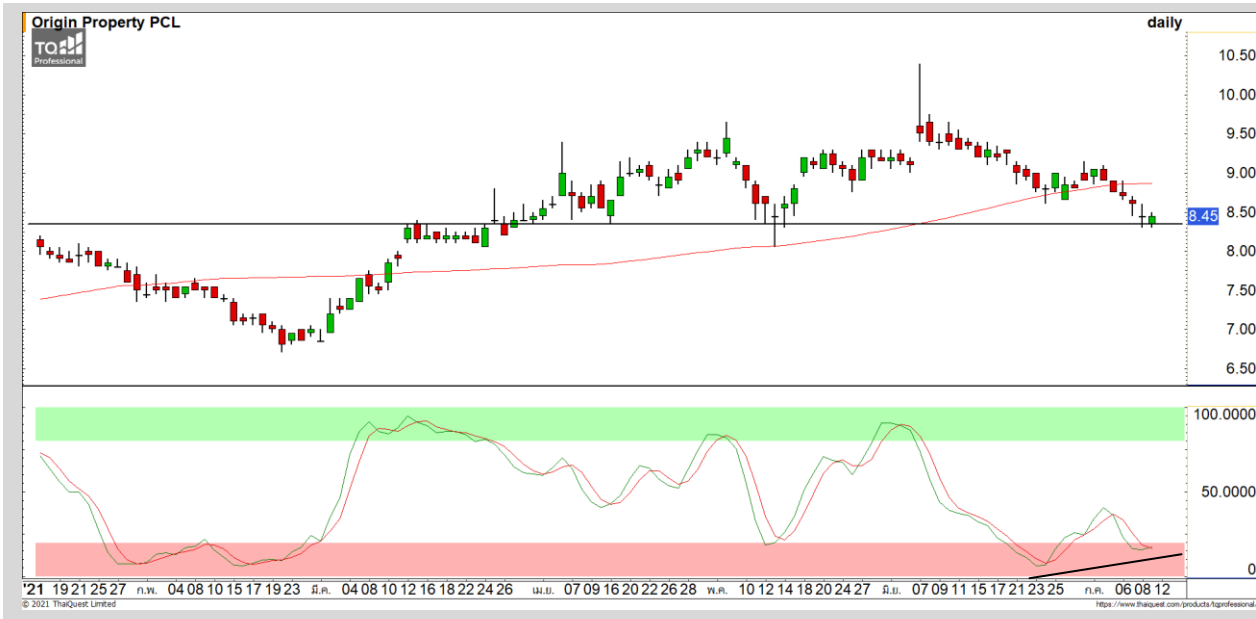 Origin Property PCL
daily
TQ
Professional
10.50
10.00
9.50
9.00
8.50
8.45
8.00
7.50
7.00
6.50
100.0000
50.0000
0
'21 19 21 25 27 ก.พ. 04 08 10 15 17 19 23 มี.ค. 04 08 10 12 16 18 22 24 26 เม.ย. 07 09 16 20 22 26 28 พ.ค. 10 12 14 18 20 24 27 มิ.ย. 07 09 11 15 17 21 23 25 ก.ค. 06 08 12
© 2021 ThaiQuest Limited
https://www.thaiquest.com/products/tqprofessional